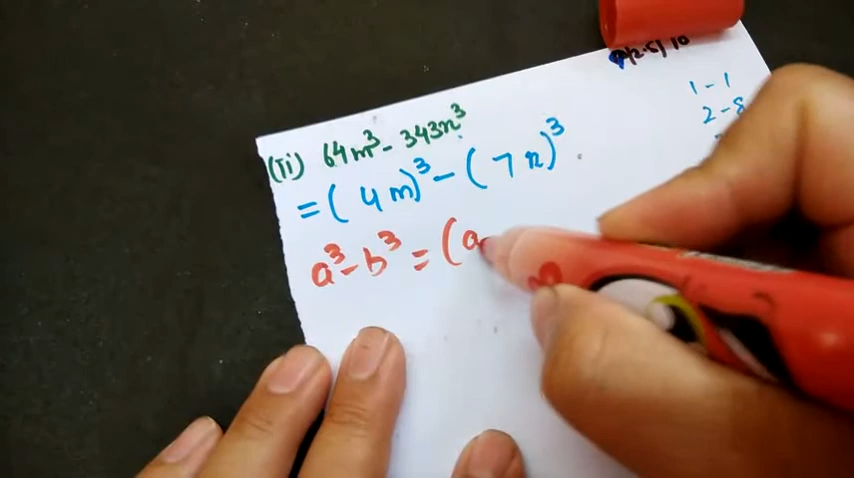 (ii) 64m³ - 343n³
= (4m)³ - (7n)³
a³ - b³ = (a
1 - 1
2 - 8